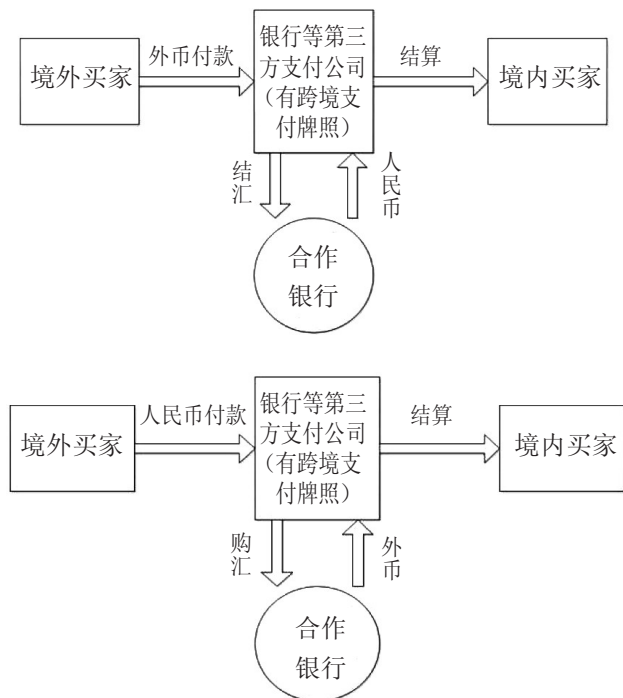 境外买家
外币付款
银行等第三
方支付公司
（有跨境支
付牌照）
结算
境内买家
结汇
人民币
合作
银行
境外买家
人民币付款
银行等第三
方支付公司
（有跨境支
付牌照）
结算
境内买家
购汇
外币
合作
银行